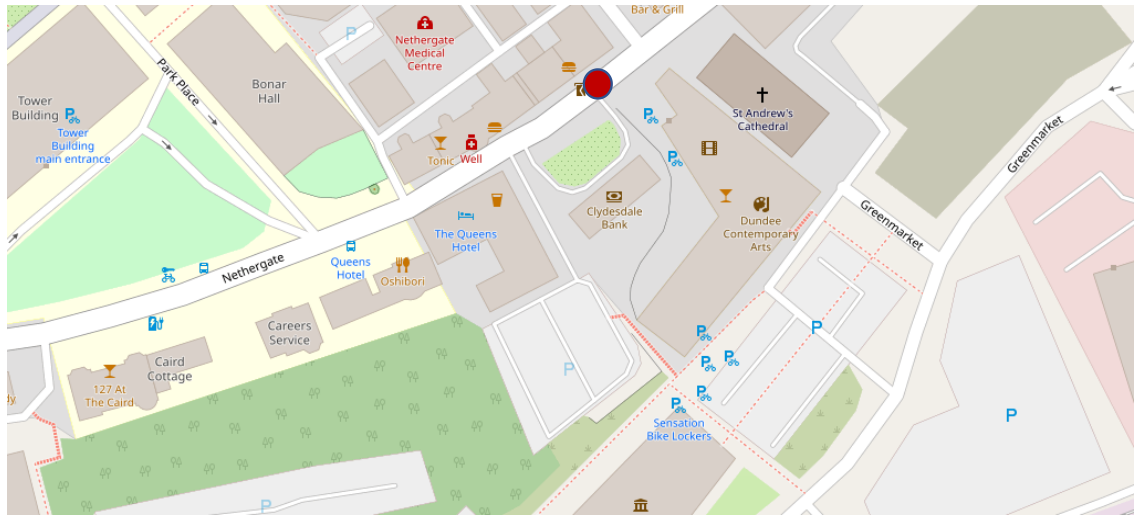 Bar & Grill
Nethergate
Medical
Centre
P
Park Place
Bonar
Hall
Tower
Building
P
Tower
Building
main entrance
St Andrew's
Cathedral
Greenmarket
Tonic
Well
Clydesdale
Bank
Dundee
Contemporary
Arts
Greenmarket
The Queens
Hotel
Queens
Hotel
Nethergate
Oshibori
Careers
Service
Caird
Cottage
127 At
The Caird
dy
P
P
P
P
P
P
P
P
P
Sensation
Bike Lockers
P
P